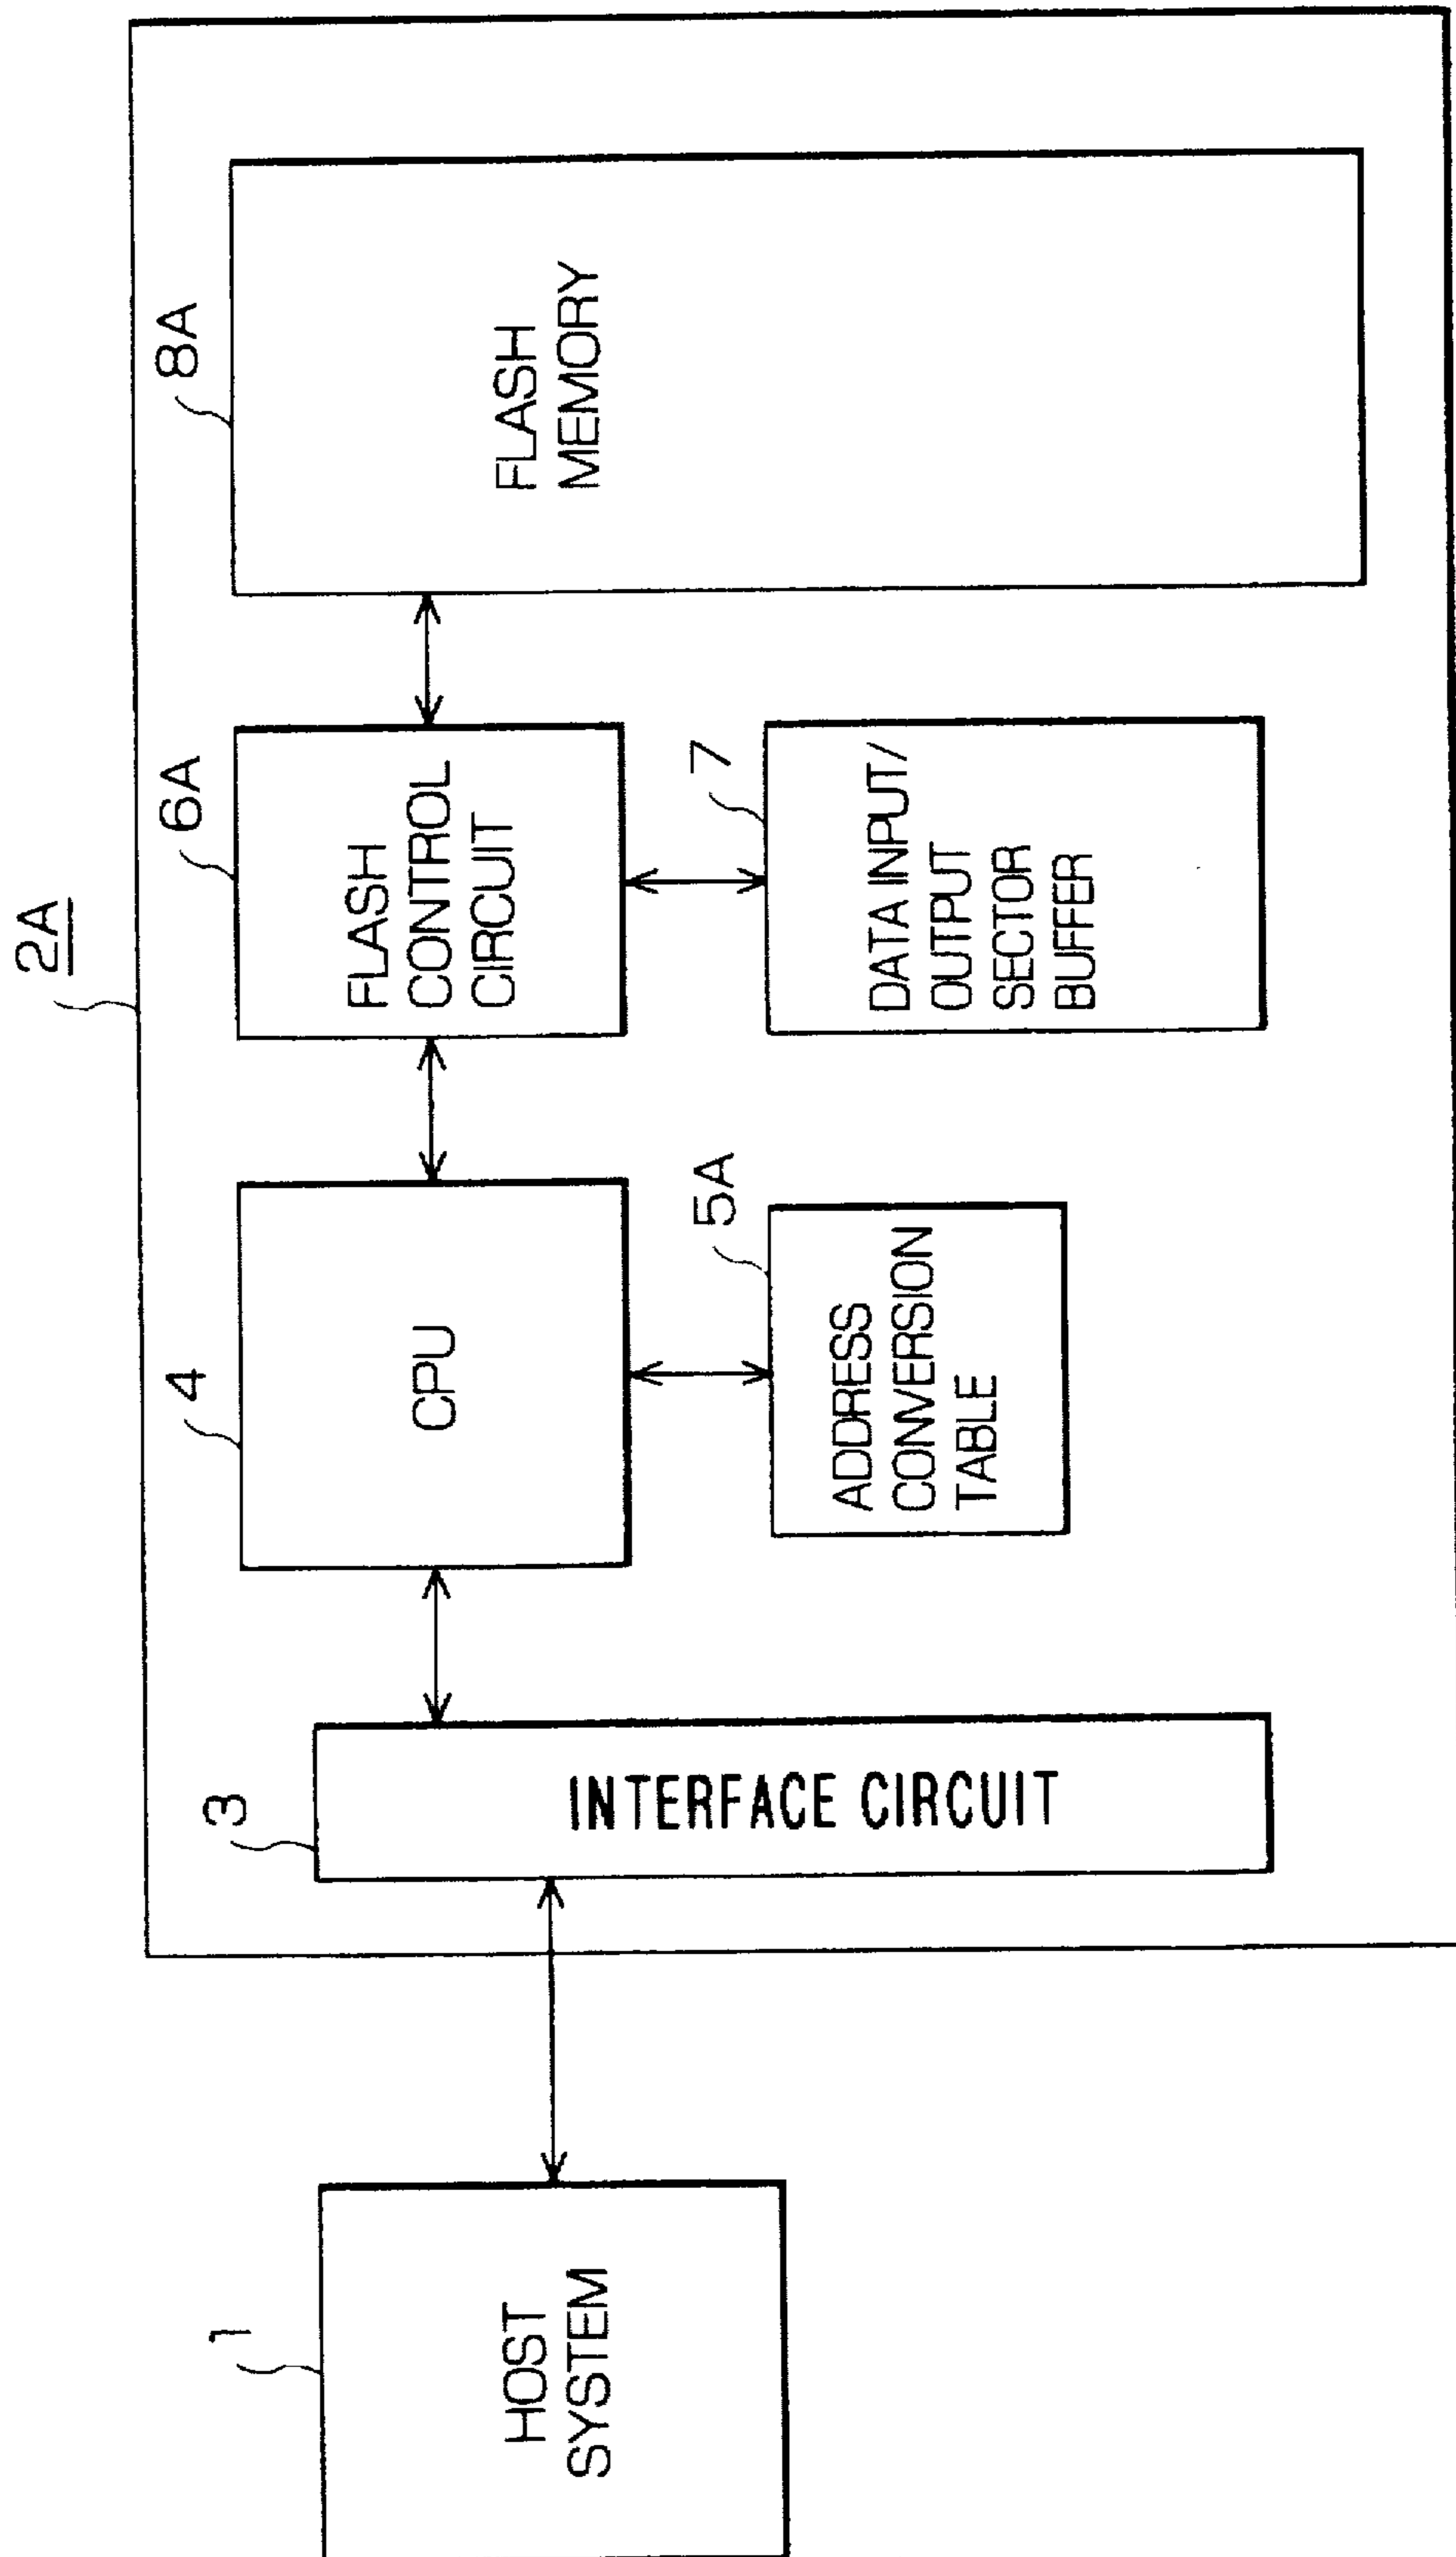 2A
1
HOST
SYSTEM
3
INTERFACE CIRCUIT
4
CPU
5A
ADDRESS
CONVERSION
TABLE
6A
FLASH
CONTROL
CIRCUIT
7
DATA INPUT/
OUTPUT
SECTOR
BUFFER
8A
FLASH
MEMORY